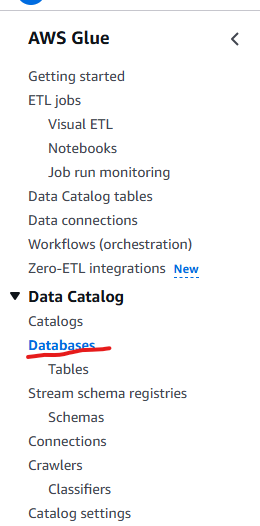 AWS Glue
Getting started
ETL jobs
Visual ETL
Notebooks
Job run monitoring
Data Catalog tables
Data connections
Workflows (orchestration)
Zero-ETL integrations New
Data Catalog
Catalogs
Databases
Tables
Stream schema registries
Schemas
Connections
Crawlers
Classifiers
Catalog settings